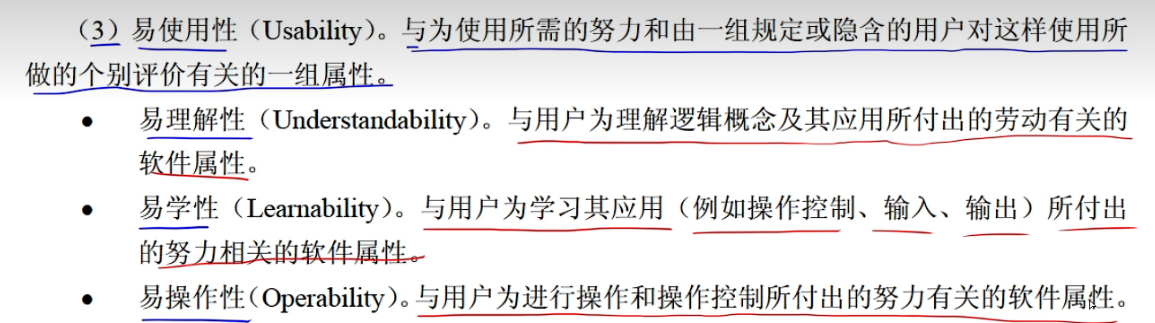 （3）易使用性（Usability）。与为使用所需的努力和由一组规定或隐含的用户对这样使用所
做的个别评价有关的一组属性。
● 易理解性（Understandability）。与用户为理解逻辑概念及其应用所付出的劳动有关的
软件属性。
● 易学性（Learnability）。与用户为学习其应用（例如操作控制、输入、输出）所付出
的努力相关的软件属性。
● 易操作性（Operability）。与用户为进行操作和操作控制所付出的努力有关的软件属性。